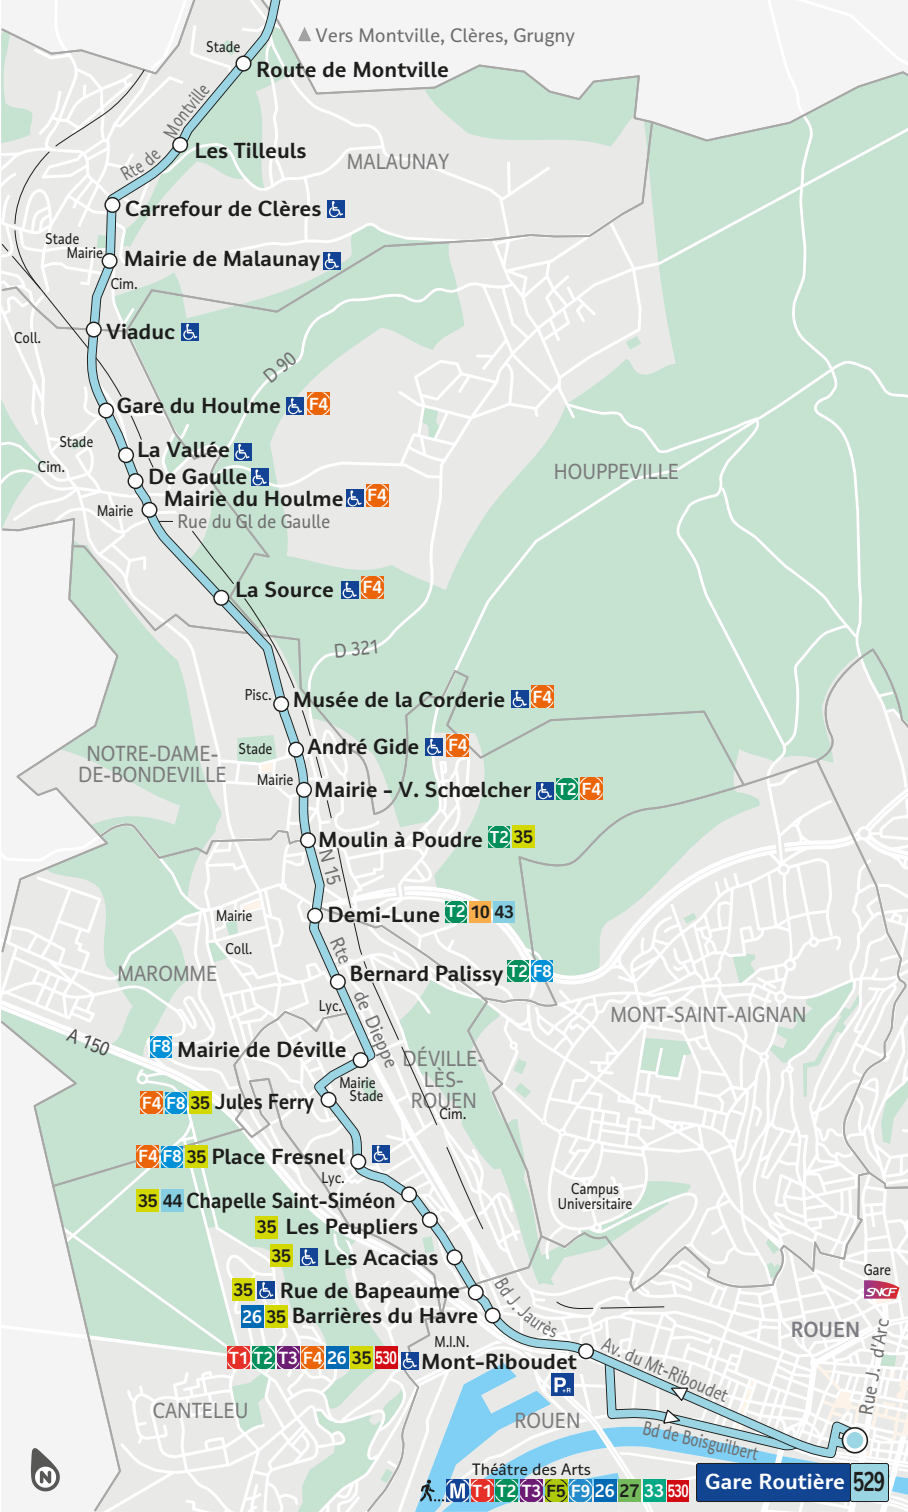 Vers Montville, Clères, Grugny
Stade
Route de Montville
Rte de Montville
Les Tilleuls
MALAUNAY
Carrefour de Clères
Stade
Mairie
Mairie de Malaunay
Cim.
Viaduc
Coll.
D 90
Gare du Houlme F4
Stade
La Vallée
Cim.
De Gaulle
HOUPPEVILLE
Mairie du Houlme F4
Mairie
Rue du Gl de Gaulle
La Source F4
D 321
Pisc.
Musée de la Corderie F4
Stade
André Gide F4
NOTRE-DAME-
DE-BONDEVILLE
Mairie
Mairie - V. Schœlcher T2 F4
Moulin à Poudre T2 35
N 15
Mairie
Demi-Lune T2 10 43
Coll.
Rte de Dieppe
MAROMME
Bernard Palissy T2 F8
Lyc.
MONT-SAINT-AIGNAN
A 150
F8 Mairie de Déville
DÉVILLE-
LÈS-
ROUEN
Mairie
Stade
F4 F8 35 Jules Ferry
Cim.
F4 F8 35 Place Fresnel
Lyc.
35 44 Chapelle Saint-Siméon
Campus
Universitaire
35 Les Peupliers
35 Les Acacias
Gare
SNCF
35 Rue de Bapeaume
26 35 Barrières du Havre
Bd J. Jaurès
ROUEN
M.I.N.
T1 T2 T3 F4 26 35 530 Mont-Riboudet
P+R
Av. du Mt-Riboudet
Rue J. d'Arc
CANTELEU
ROUEN
Bd de Boisguilbert
Théâtre des Arts
... M T1 T2 T3 F5 F9 26 27 33 530
Gare Routière 529
N